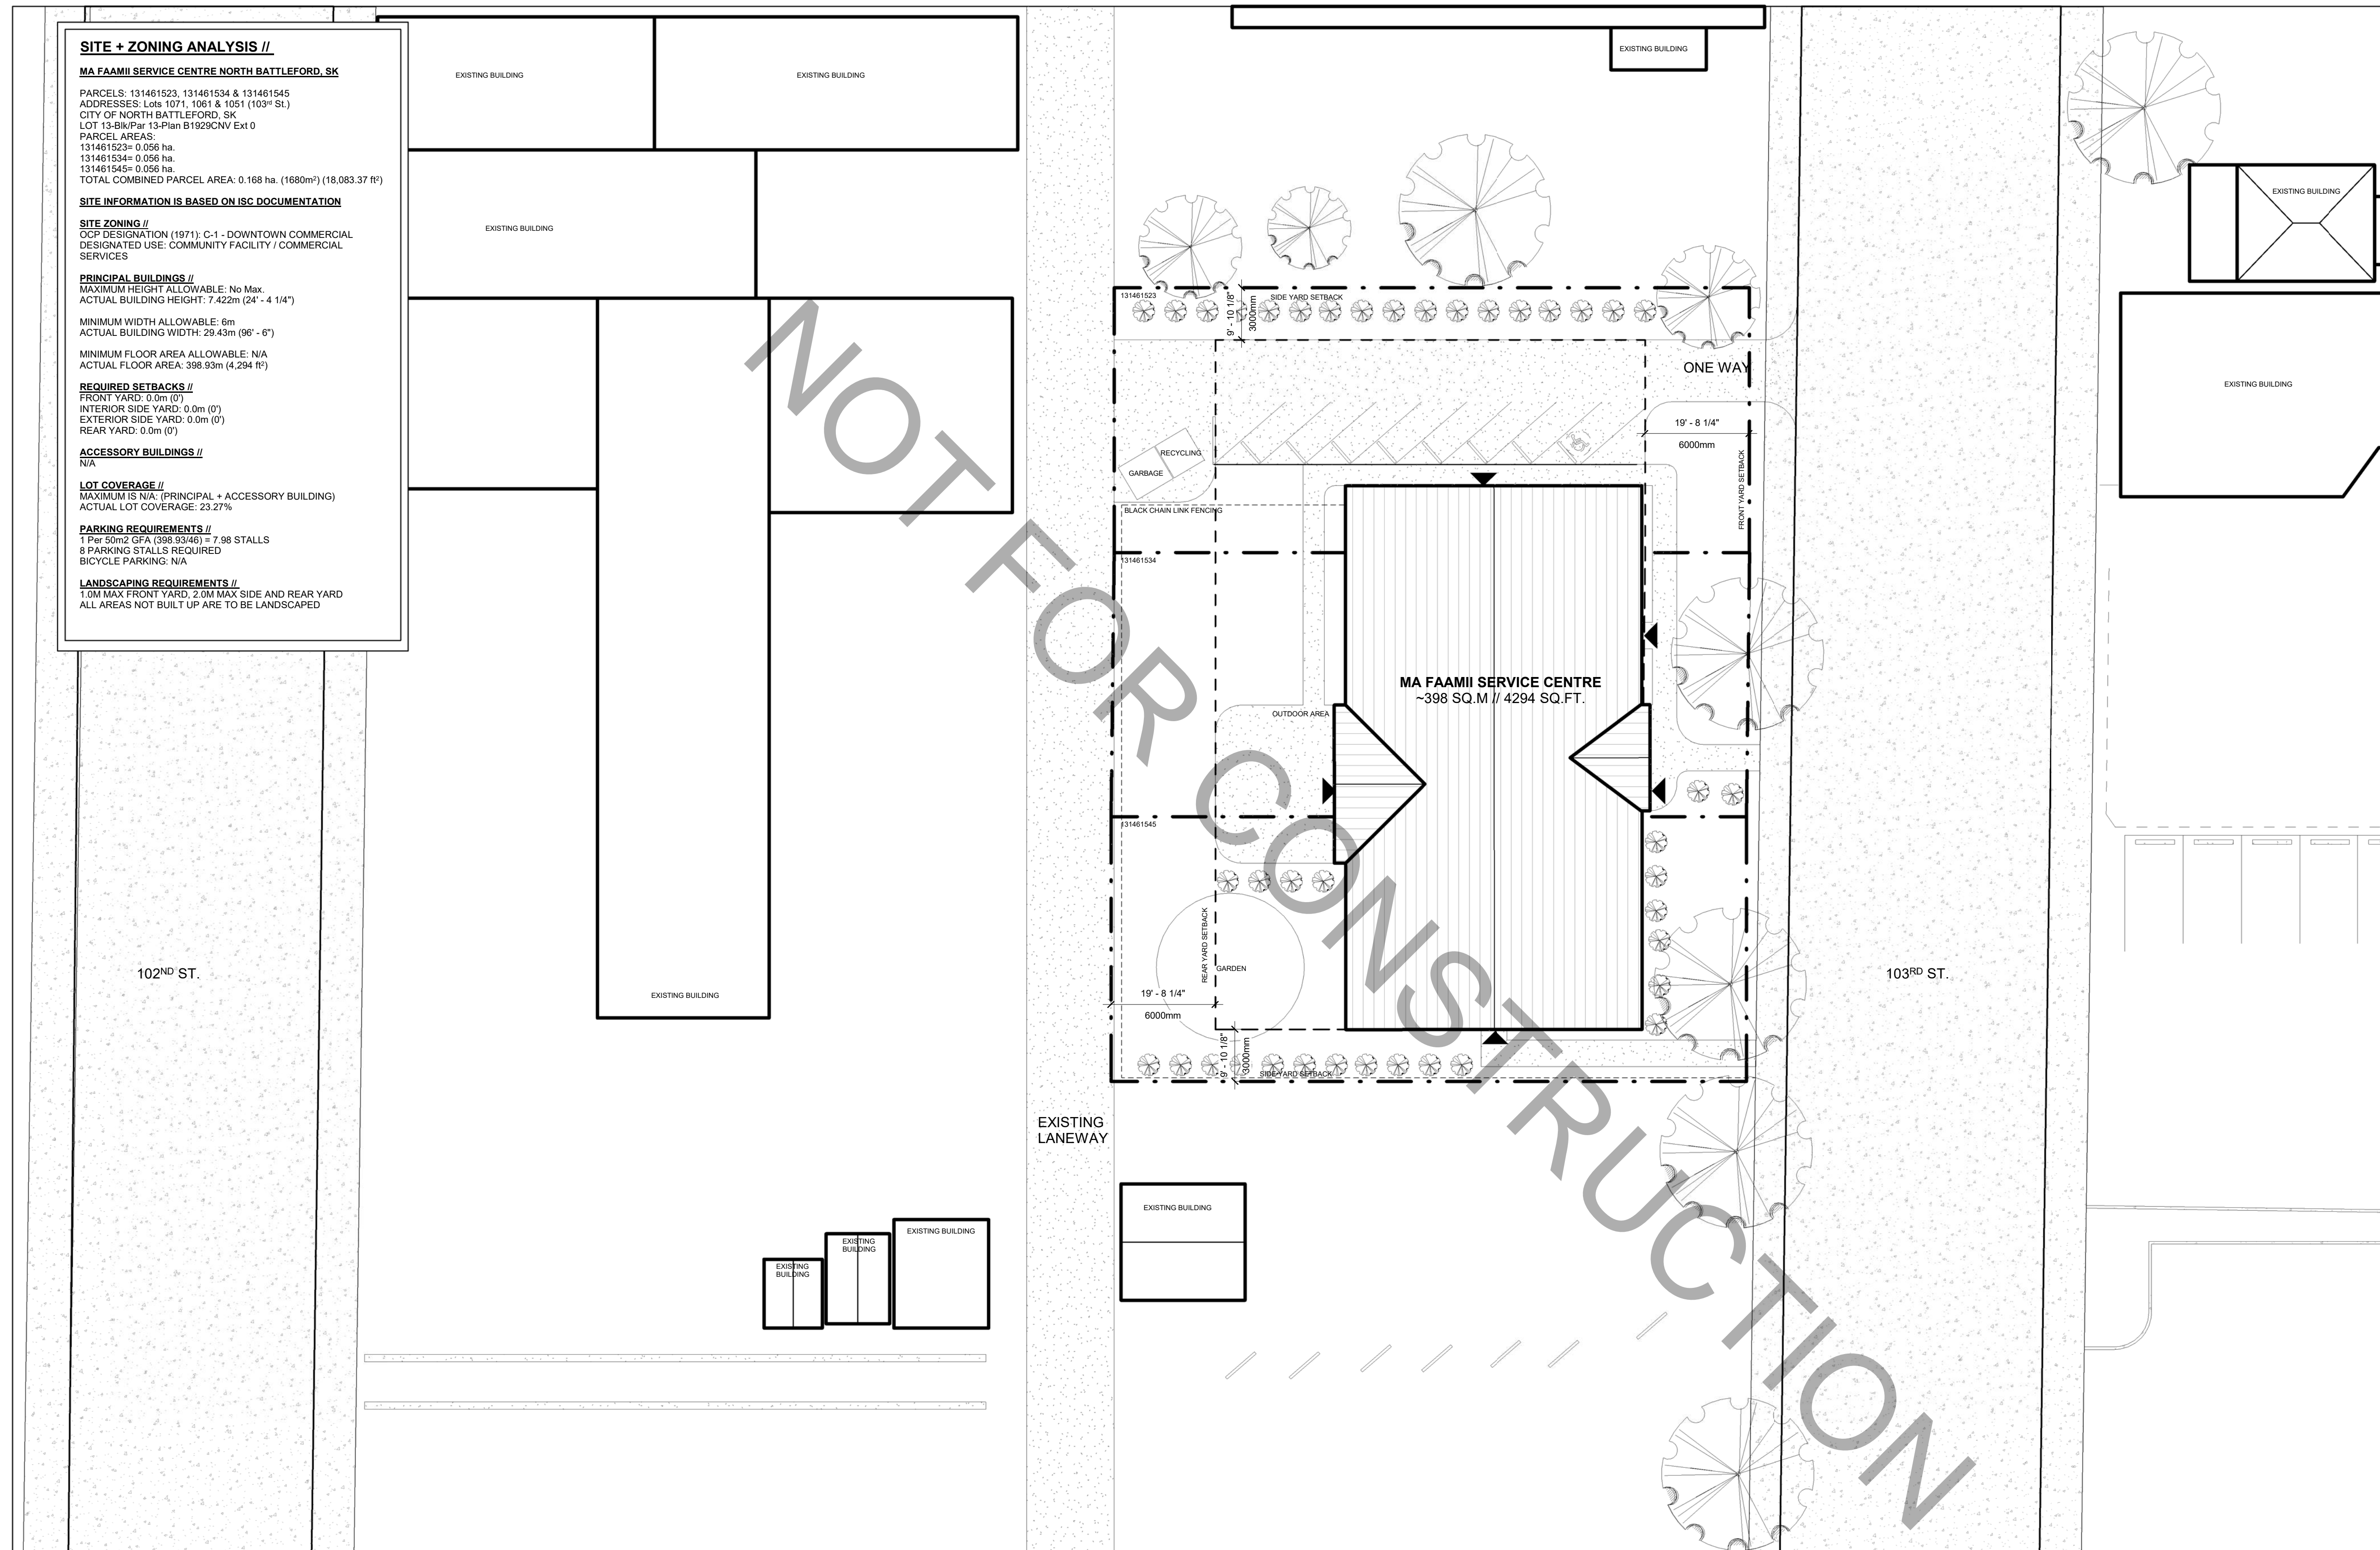 SITE + ZONING ANALYSIS //
MA FAAMII SERVICE CENTRE NORTH BATTLEFORD, SK
PARCELS: 131461523, 131461534 & 131461545
ADDRESSES: Lots 1071, 1061 & 1051 (103rd St.)
CITY OF NORTH BATTLEFORD, SK
LOT 13-Blk/Par 13-Plan B1929CNV Ext 0
PARCEL AREAS:
131461523= 0.056 ha.
131461534= 0.056 ha.
131461545= 0.056 ha.
TOTAL COMBINED PARCEL AREA: 0.168 ha. (1680m²) (18,083.37 ft²)
SITE INFORMATION IS BASED ON ISC DOCUMENTATION
SITE ZONING //
OCP DESIGNATION (1971): C-1 - DOWNTOWN COMMERCIAL
DESIGNATED USE: COMMUNITY FACILITY / COMMERCIAL
SERVICES
PRINCIPAL BUILDINGS //
MAXIMUM HEIGHT ALLOWABLE: No Max.
ACTUAL BUILDING HEIGHT: 7.422m (24' - 4 1/4")
MINIMUM WIDTH ALLOWABLE: 6m
ACTUAL BUILDING WIDTH: 29.43m (96' - 6")
MINIMUM FLOOR AREA ALLOWABLE: N/A
ACTUAL FLOOR AREA: 398.93m (4,294 ft²)
REQUIRED SETBACKS //
FRONT YARD: 0.0m (0')
INTERIOR SIDE YARD: 0.0m (0')
EXTERIOR SIDE YARD: 0.0m (0')
REAR YARD: 0.0m (0')
ACCESSORY BUILDINGS //
N/A
LOT COVERAGE //
MAXIMUM IS N/A: (PRINCIPAL + ACCESSORY BUILDING)
ACTUAL LOT COVERAGE: 23.27%
PARKING REQUIREMENTS //
1 Per 50m2 GFA (398.93/46) = 7.98 STALLS
8 PARKING STALLS REQUIRED
BICYCLE PARKING: N/A
LANDSCAPING REQUIREMENTS //
1.0M MAX FRONT YARD, 2.0M MAX SIDE AND REAR YARD
ALL AREAS NOT BUILT UP ARE TO BE LANDSCAPED
EXISTING BUILDING
EXISTING BUILDING
EXISTING BUILDING
EXISTING BUILDING
EXISTING BUILDING
EXISTING BUILDING
131461523
9' - 10 1/8"
3000mm
SIDE YARD SETBACK
ONE WAY
19' - 8 1/4"
6000mm
FRONT YARD SETBACK
RECYCLING
GARBAGE
BLACK CHAIN LINK FENCING
131461534
MA FAAMII SERVICE CENTRE
~398 SQ.M // 4294 SQ.FT.
OUTDOOR AREA
131461545
REAR YARD SETBACK
GARDEN
19' - 8 1/4"
6000mm
9' - 10 1/8"
3000mm
SIDE YARD SETBACK
102ND ST.
EXISTING BUILDING
103RD ST.
EXISTING
LANEWAY
EXISTING BUILDING
EXISTING BUILDING
EXISTING
BUILDING
EXISTING
BUILDING
NOT FOR CONSTRUCTION